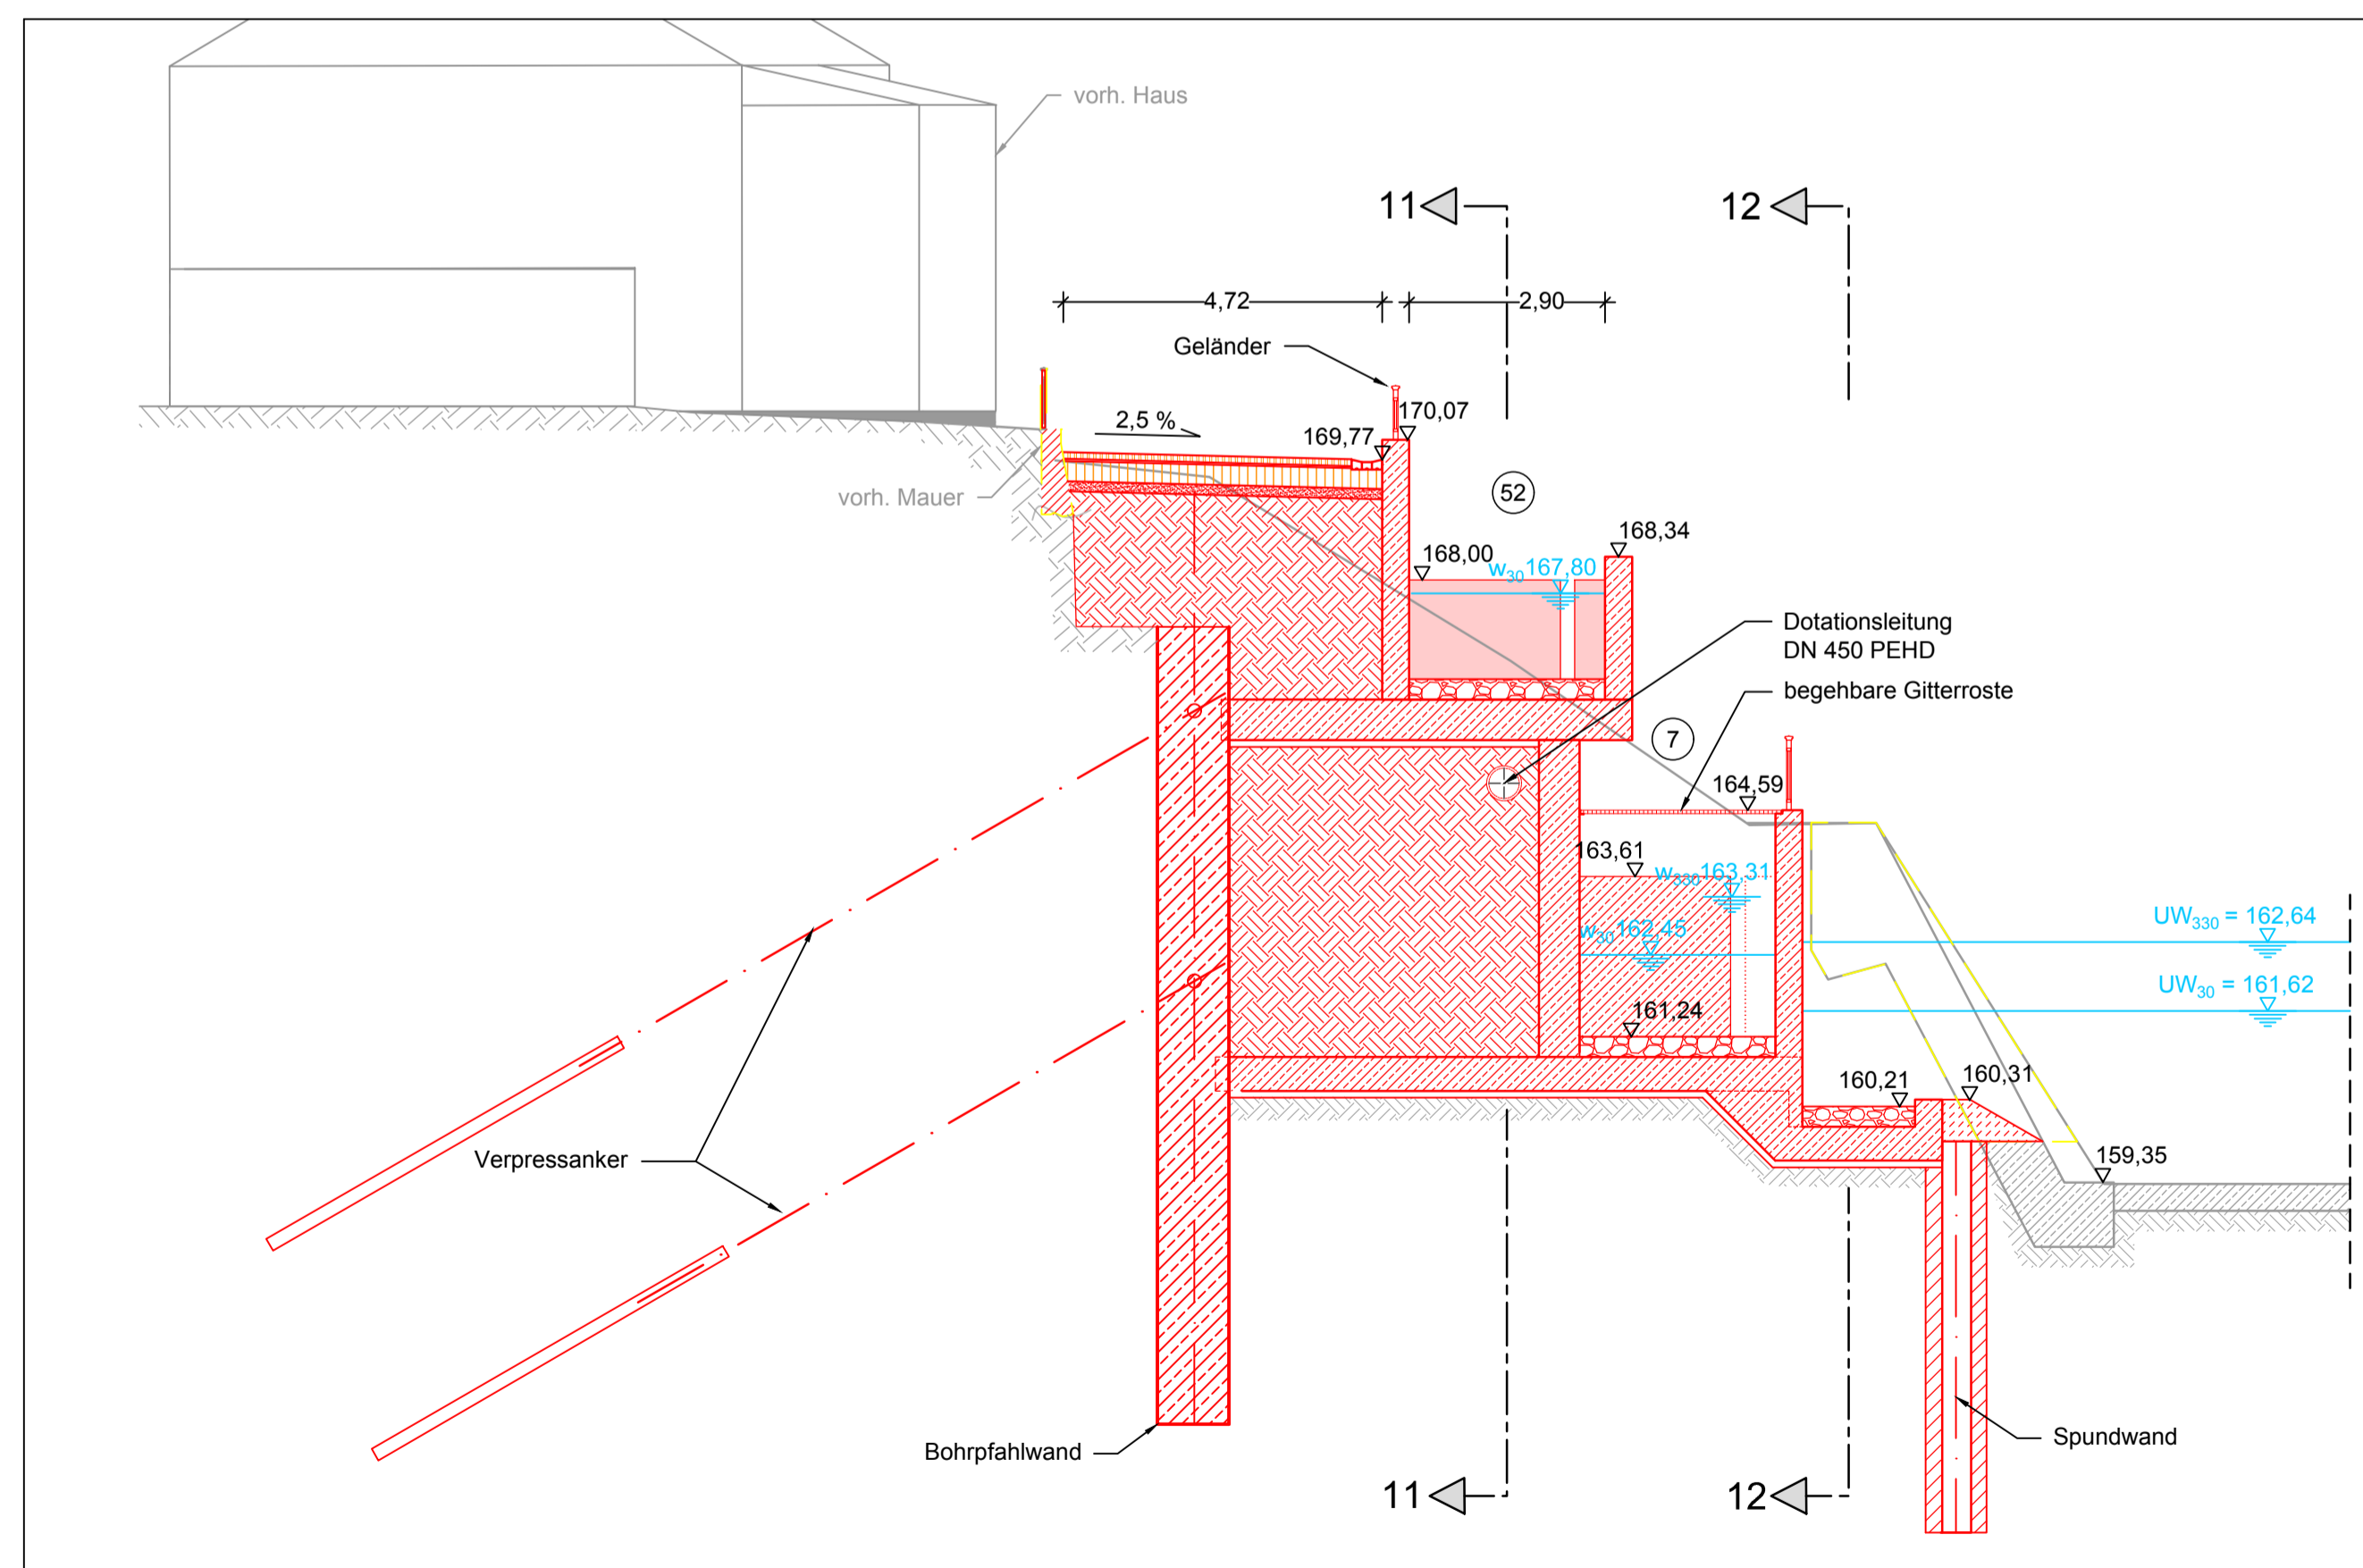 vorh. Haus
11
12
4,72
2,90
Geländer
170,07
2,5 %
169,77
vorh. Mauer
52
168,34
168,00
w30 167,80
Dotationsleitung
DN 450 PEHD
begehbare Gitterroste
7
164,59
163,61
w330 163,31
w30 162,45
UW330 = 162,64
UW30 = 161,62
161,24
160,21
160,31
159,35
Verpressanker
Bohrpfahlwand
Spundwand
11
12